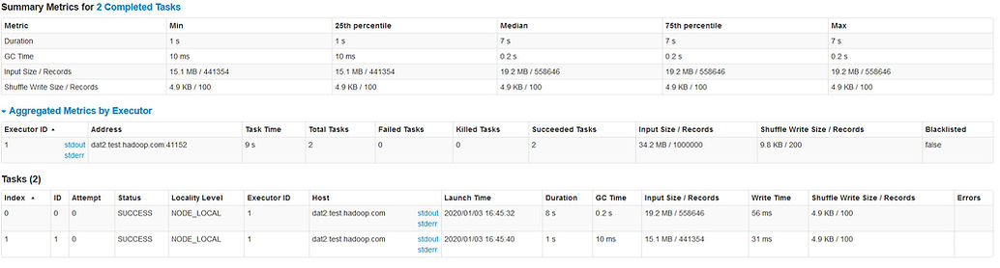 Summary Metrics for 2 Completed Tasks
Metric Min 25th percentile Median 75th percentile Max
Duration 1 s 1 s 7 s 7 s 7 s
GC Time 10 ms 10 ms 0.2 s 0.2 s 0.2 s
Input Size / Records 15.1 MB / 441354 15.1 MB / 441354 19.2 MB / 558646 19.2 MB / 558646 19.2 MB / 558646
Shuffle Write Size / Records 4.9 KB / 100 4.9 KB / 100 4.9 KB / 100 4.9 KB / 100 4.9 KB / 100
Aggregated Metrics by Executor
Executor ID Address Task Time Total Tasks Failed Tasks Killed Tasks Succeeded Tasks Input Size / Records Shuffle Write Size / Records Blacklisted
1 stdout dat2.test.hadoop.com:41152 9 s 2 0 0 2 34.2 MB / 1000000 9.8 KB / 200 false
stderr
Tasks (2)
Index ID Attempt Status Locality Level Executor ID Host Launch Time Duration GC Time Input Size / Records Write Time Shuffle Write Size / Records Errors
0 0 0 SUCCESS NODE_LOCAL 1 dat2.test.hadoop.com stdout 2020/01/03 16:45:32 8 s 0.2 s 19.2 MB / 558646 56 ms 4.9 KB / 100
stderr
1 1 0 SUCCESS NODE_LOCAL 1 dat2.test.hadoop.com stdout 2020/01/03 16:45:40 1 s 10 ms 15.1 MB / 441354 31 ms 4.9 KB / 100
stderr